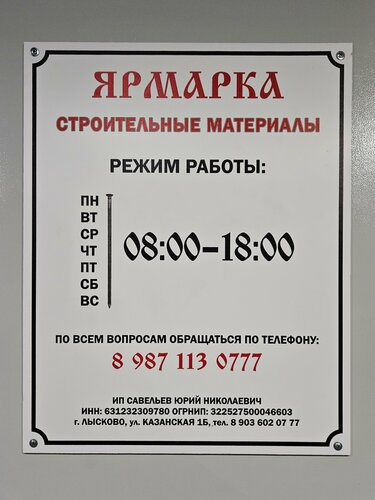 ЯРМАРКА
СТРОИТЕЛЬНЫЕ МАТЕРИАЛЫ
РЕЖИМ РАБОТЫ:
ПН
ВТ
СР
ЧТ
ПТ
СБ
ВС
08:00-18:00
ПО ВСЕМ ВОПРОСАМ ОБРАЩАТЬСЯ ПО ТЕЛЕФОНУ:
8 987 113 0777
ИП САВЕЛЬЕВ ЮРИЙ НИКОЛАЕВИЧ
ИНН: 631232309780 ОГРНИП: 322527500046603
г. ЛЫСКОВО, ул. КАЗАНСКАЯ 1Б, тел. 8 903 602 07 77